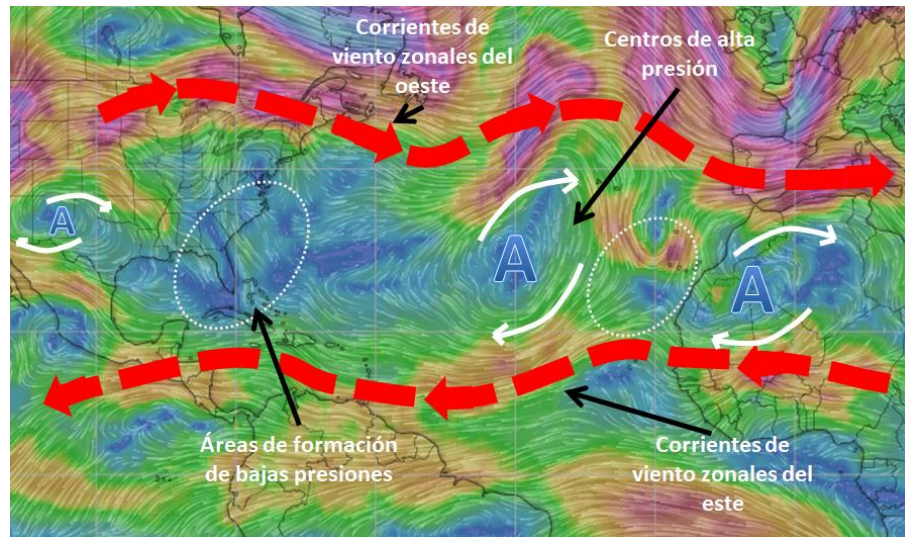 Corrientes de
viento zonales del
oeste
Centros de alta
presión
A
A
A
Áreas de formación
de bajas presiones
Corrientes de
viento zonales del
este